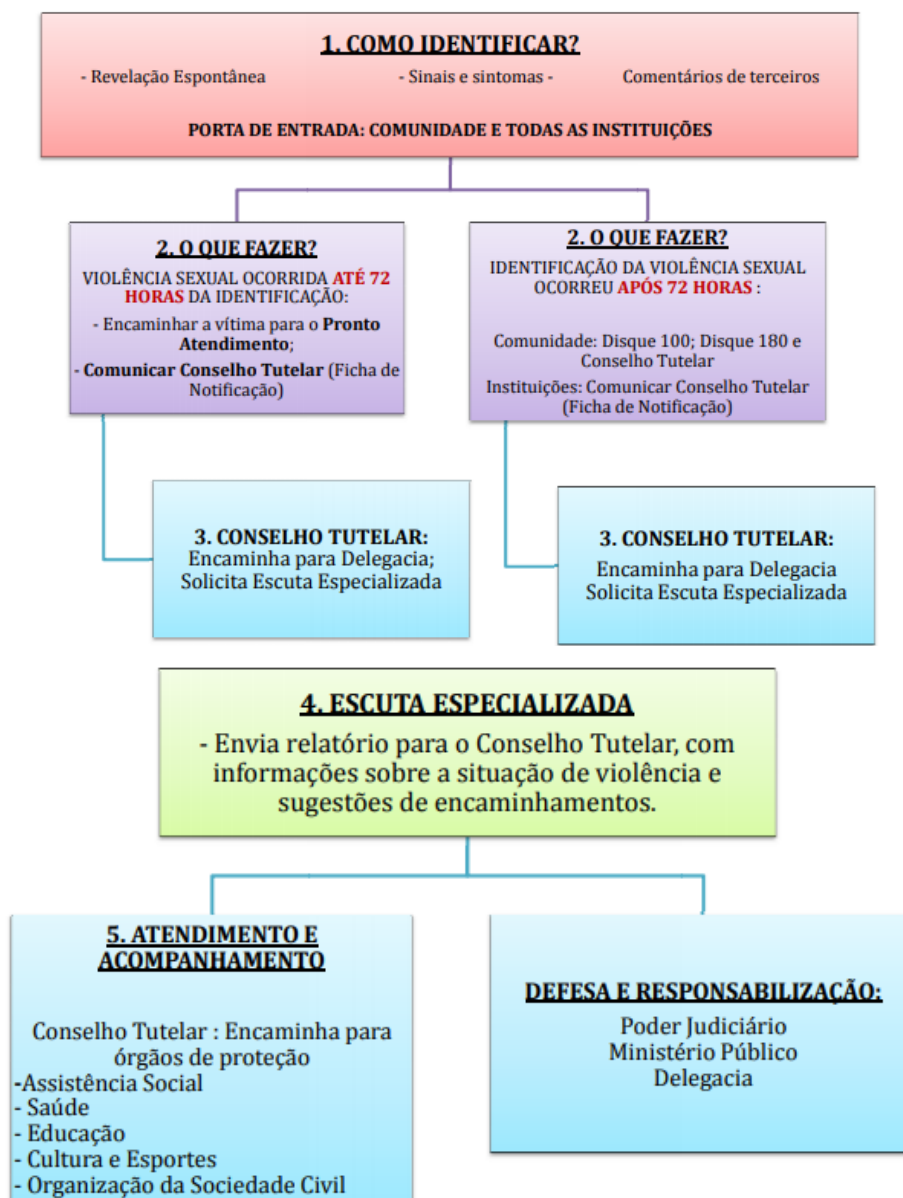 1. COMO IDENTIFICAR?
- Revelação Espontânea - Sinais e sintomas - Comentários de terceiros
PORTA DE ENTRADA: COMUNIDADE E TODAS AS INSTITUIÇÕES
2. O QUE FAZER?
VIOLÊNCIA SEXUAL OCORRIDA ATÉ 72
HORAS DA IDENTIFICAÇÃO:
- Encaminhar a vítima para o Pronto
Atendimento;
- Comunicar Conselho Tutelar (Ficha de
Notificação)
2. O QUE FAZER?
IDENTIFICAÇÃO DA VIOLÊNCIA SEXUAL
OCORREU APÓS 72 HORAS :
Comunidade: Disque 100; Disque 180 e
Conselho Tutelar
Instituições: Comunicar Conselho Tutelar
(Ficha de Notificação)
3. CONSELHO TUTELAR:
Encaminha para Delegacia;
Solicita Escuta Especializada
3. CONSELHO TUTELAR:
Encaminha para Delegacia
Solicita Escuta Especializada
4. ESCUTA ESPECIALIZADA
- Envia relatório para o Conselho Tutelar, com
informações sobre a situação de violência e
sugestões de encaminhamentos.
5. ATENDIMENTO E
ACOMPANHAMENTO
Conselho Tutelar : Encaminha para
órgãos de proteção
-Assistência Social
- Saúde
- Educação
- Cultura e Esportes
- Organização da Sociedade Civil
DEFESA E RESPONSABILIZAÇÃO:
Poder Judiciário
Ministério Público
Delegacia